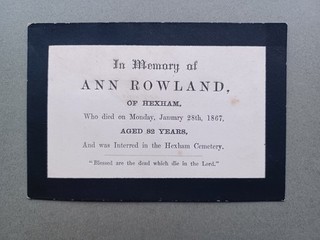 In Memory of
ANN ROWLAND,
OF HEXHAM,
Who died on Monday, January 28th, 1867,
AGED 82 YEARS,
And was Interred in the Hexham Cemetery.
"Blessed are the dead which die in the Lord."